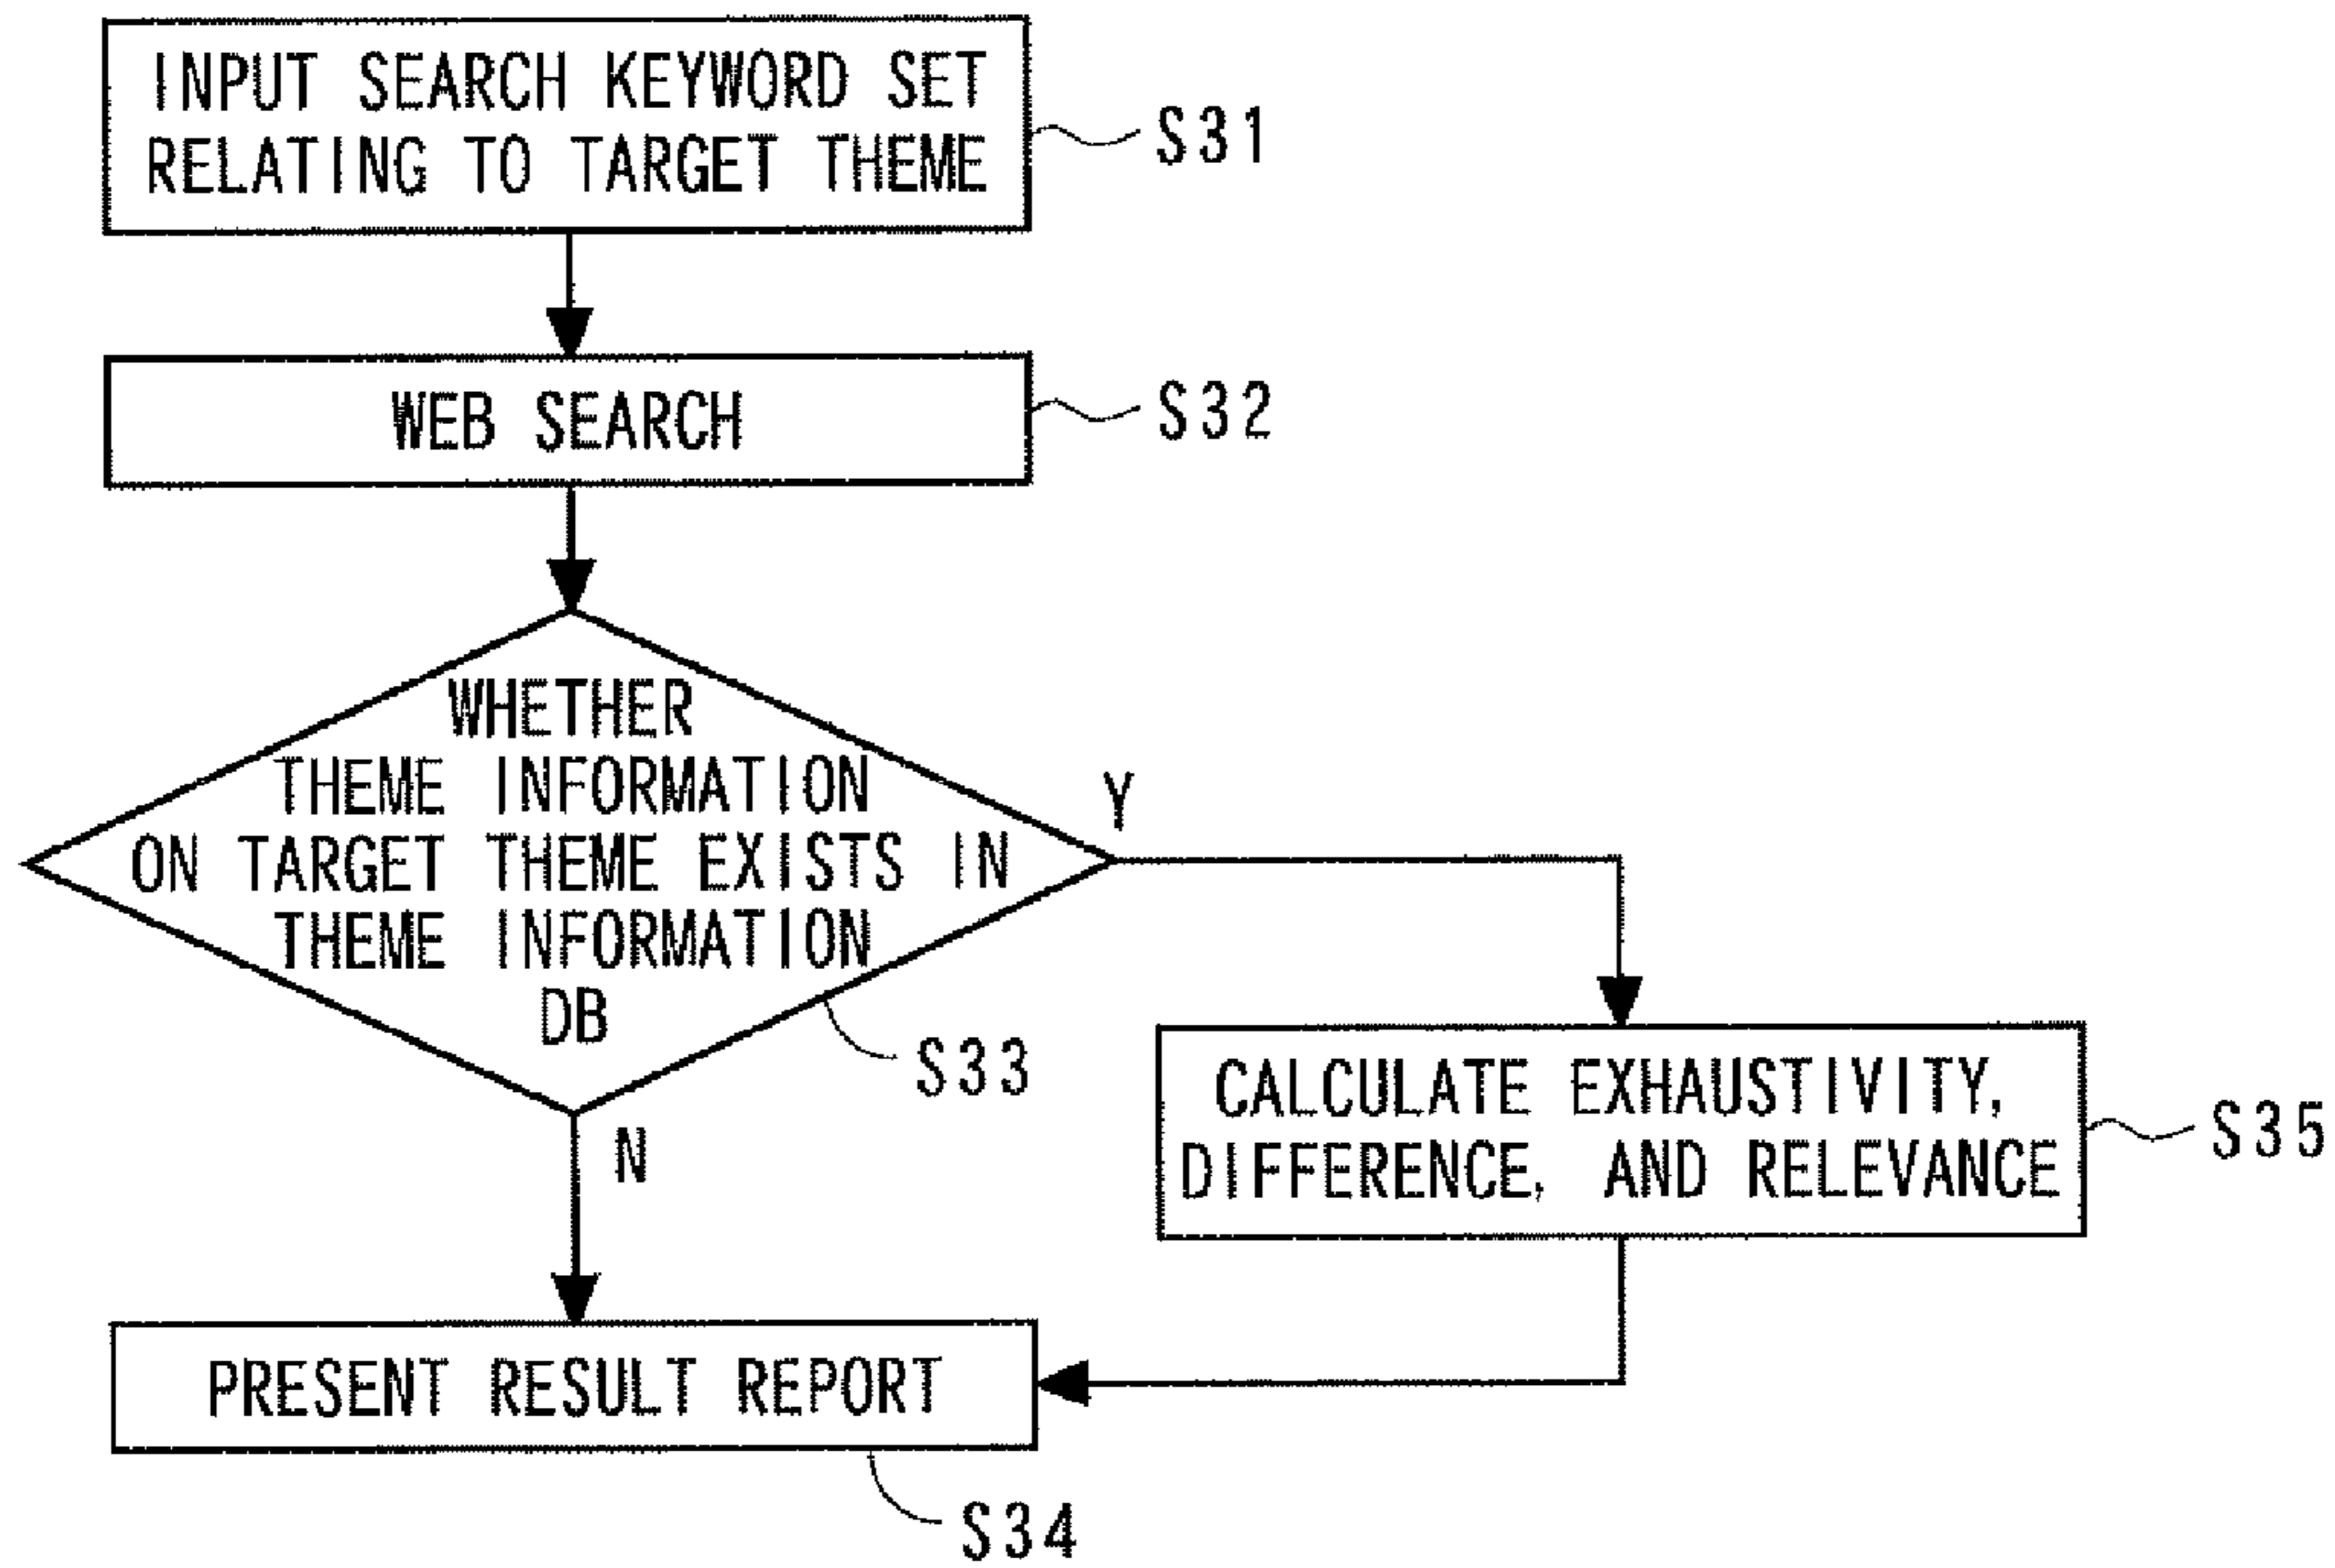 INPUT SEARCH KEYWORD SET
RELATING TO TARGET THEME
S31
WEB SEARCH
S32
WHETHER
THEME INFORMATION
ON TARGET THEME EXISTS IN
THEME INFORMATION
DB
Y
S33
N
CALCULATE EXHAUSTIVITY,
DIFFERENCE, AND RELEVANCE
S35
PRESENT RESULT REPORT
S34